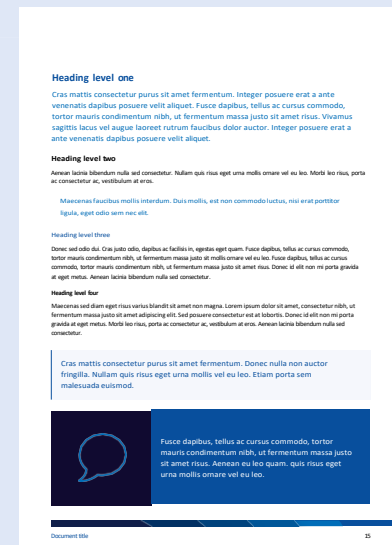 Heading level one
Cras mattis consectetur purus sit amet fermentum. Integer posuere erat a ante
venenatis dapibus posuere velit aliquet. Fusce dapibus, tellus ac cursus commodo,
tortor mauris condimentum nibh, ut fermentum massa justo sit amet risus. Vivamus
sagittis lacus vel augue laoreet rutrum faucibus dolor auctor. Integer posuere erat a
ante venenatis dapibus posuere velit aliquet.
Heading level two
Aenean lacinia bibendum nulla sed consectetur. Nullam quis risus eget urna mollis ornare vel eu leo. Morbi leo risus, porta
ac consectetur ac, vestibulum at eros.
Maecenas faucibus mollis interdum. Duis mollis, est non commodo luctus, nisi erat porttitor
ligula, eget odio sem nec elit.
Heading level three
Donec sed odio dui. Cras justo odio, dapibus ac facilisis in, egestas eget quam. Fusce dapibus, tellus ac cursus commodo,
tortor mauris condimentum nibh, ut fermentum massa justo sit mollis ornare vel eu leo. Fusce dapibus, tellus ac cursus
commodo, tortor mauris condimentum nibh, ut fermentum massa justo sit amet risus. Donec id elit non mi porta gravida
at eget metus. Aenean lacinia bibendum nulla sed consectetur.
Heading level four
Maecenas sed diam eget risus varius blandit sit amet non magna. Lorem ipsum dolor sit amet, consectetur nibh, ut
fermentum massa justo sit amet adipiscing elit. Sed posuere consectetur est at lobortis. Donec id elit non mi porta
gravida at eget metus. Morbi leo risus, porta ac consectetur ac, vestibulum at eros. Aenean lacinia bibendum nulla sed
consectetur.
Cras mattis consectetur purus sit amet fermentum. Donec nulla non auctor
fringilla. Nullam quis risus eget urna mollis vel eu leo. Etiam porta sem
malesuada euismod.
Fusce dapibus, tellus ac cursus commodo, tortor
mauris condimentum nibh, ut fermentum massa justo
sit amet risus. Aenean eu leo quam. quis risus eget
urna mollis ornare vel eu leo.
Document title
15